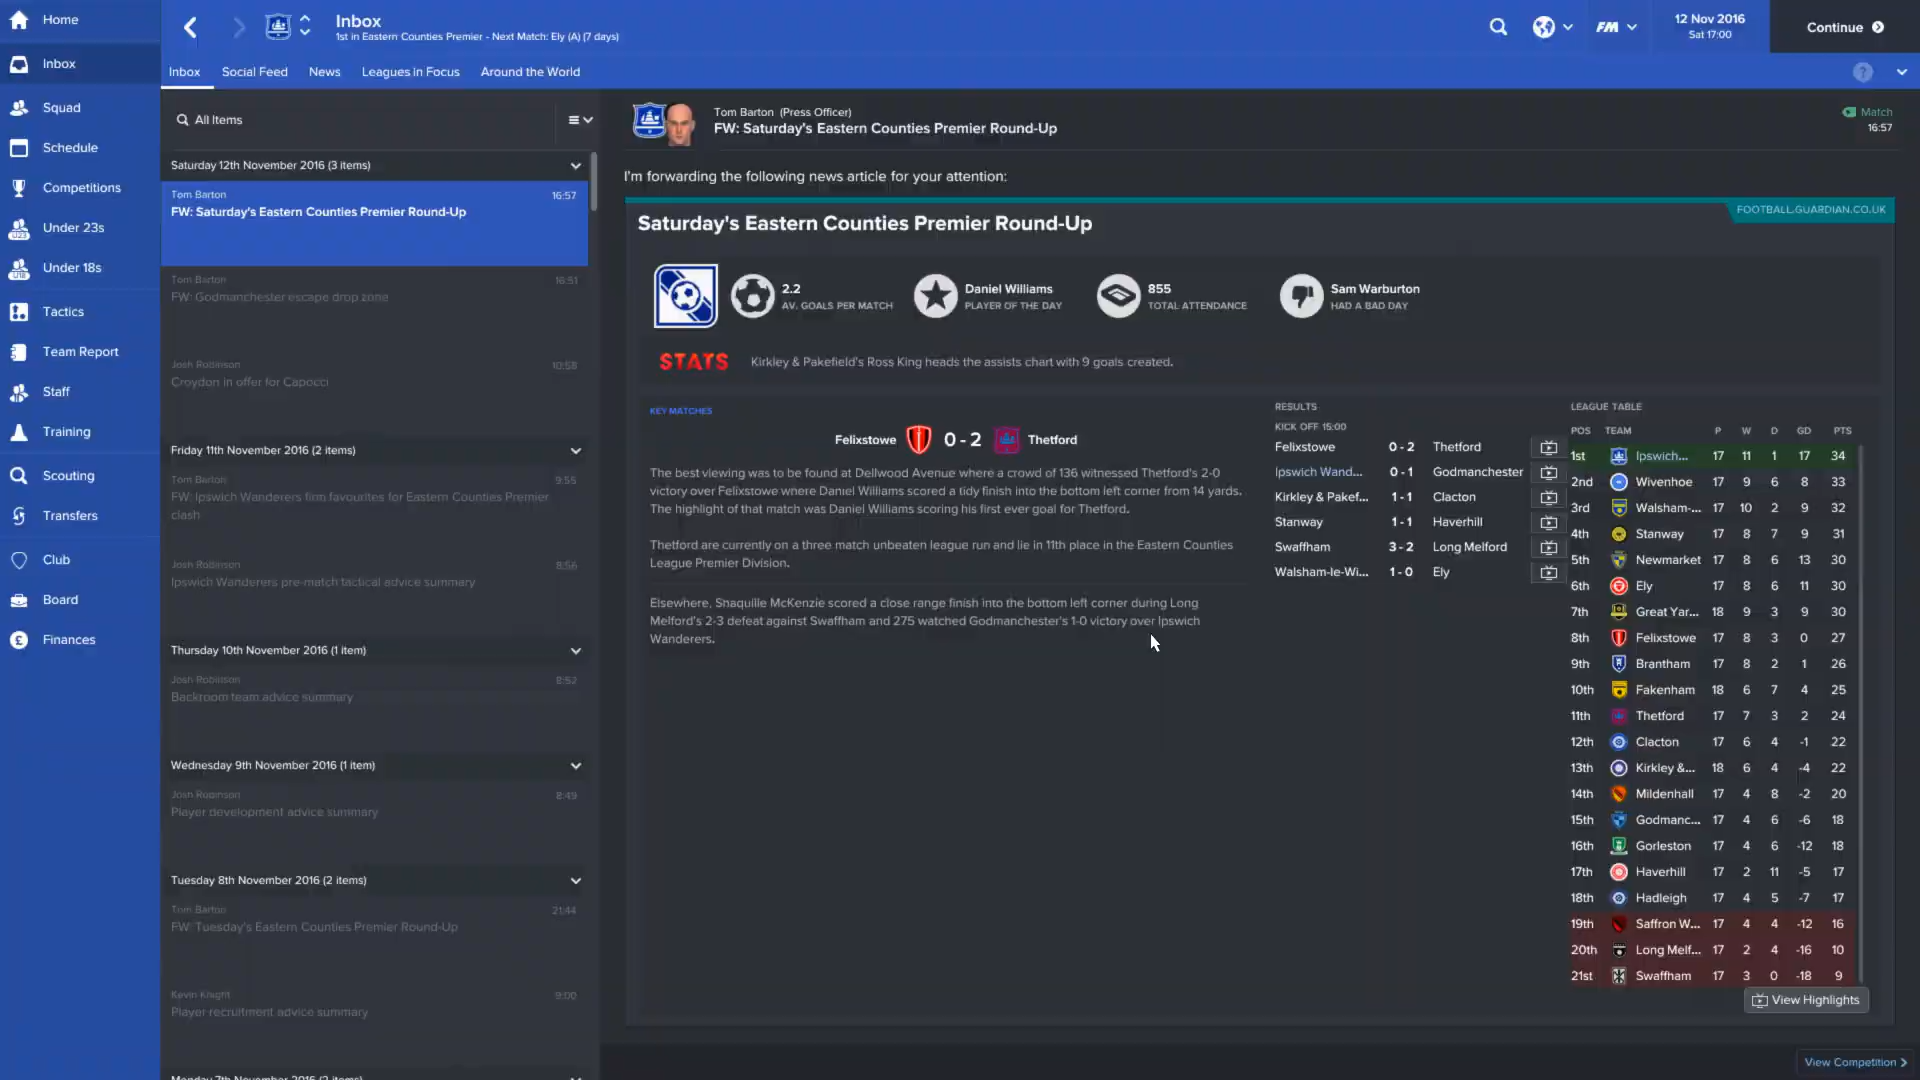 Home
Inbox
Squad
Schedule
Competitions
Under 23s
Under 18s
Tactics
Team Report
Staff
Training
Scouting
Transfers
Club
Board
Finances
Inbox
1st in Eastern Counties Premier - Next Match: Ely (A) (7 days)
FM
12 Nov 2016
Sat 17:00
Continue
Inbox Social Feed News Leagues in Focus Around the World
?
All Items
Saturday 12th November 2016 (3 items)
Tom Barton 16:57
FW: Saturday's Eastern Counties Premier Round-Up
Tom Barton 16:51
FW: Godmanchester escape drop zone
Josh Robinson 10:58
Croydon in offer for Capocci
Friday 11th November 2016 (2 items)
Tom Barton 9:55
FW: Ipswich Wanderers firm favourites for Eastern Counties Premier
clash
Josh Robinson 8:56
Ipswich Wanderers pre-match tactical advice summary
Thursday 10th November 2016 (1 item)
Josh Robinson 8:52
Backroom team advice summary
Wednesday 9th November 2016 (1 item)
Josh Robinson 8:49
Player development advice summary
Tuesday 8th November 2016 (2 items)
Tom Barton 21:44
FW: Tuesday's Eastern Counties Premier Round-Up
Kevin Knight 9:00
Player recruitment advice summary
Monday 7th November 2016 (2 items)
Tom Barton (Press Officer)
FW: Saturday's Eastern Counties Premier Round-Up
Match
16:57
I'm forwarding the following news article for your attention:
FOOTBALL.GUARDIAN.CO.UK
Saturday's Eastern Counties Premier Round-Up
2.2
AV. GOALS PER MATCH
Daniel Williams
PLAYER OF THE DAY
855
TOTAL ATTENDANCE
Sam Warburton
HAD A BAD DAY
STATS Kirkley & Pakefield's Ross King heads the assists chart with 9 goals created.
KEY MATCHES
Felixstowe 0 - 2 Thetford
The best viewing was to be found at Dellwood Avenue where a crowd of 136 witnessed Thetford's 2-0
victory over Felixstowe where Daniel Williams scored a tidy finish into the bottom left corner from 14 yards.
The highlight of that match was Daniel Williams scoring his first ever goal for Thetford.
Thetford are currently on a three match unbeaten league run and lie in 11th place in the Eastern Counties
League Premier Division.
Elsewhere, Shaquille McKenzie scored a close range finish into the bottom left corner during Long
Melford's 2-3 defeat against Swaffham and 275 watched Godmanchester's 1-0 victory over Ipswich
Wanderers.
RESULTS
KICK OFF 15:00
Felixstowe 0 - 2 Thetford
Ipswich Wand... 0 - 1 Godmanchester
Kirkley & Pakef... 1 - 1 Clacton
Stanway 1 - 1 Haverhill
Swaffham 3 - 2 Long Melford
Walsham-le-Wi... 1 - 0 Ely
LEAGUE TABLE
POS TEAM P W D GD PTS
1st Ipswich... 17 11 1 17 34
2nd Wivenhoe 17 9 6 8 33
3rd Walsham-... 17 10 2 9 32
4th Stanway 17 8 7 9 31
5th Newmarket 17 8 6 13 30
6th Ely 17 8 6 11 30
7th Great Yar... 18 9 3 9 30
8th Felixstowe 17 8 3 0 27
9th Brantham 17 8 2 1 26
10th Fakenham 18 6 7 4 25
11th Thetford 17 7 3 2 24
12th Clacton 17 6 4 -1 22
13th Kirkley &... 18 6 4 -4 22
14th Mildenhall 17 4 8 -2 20
15th Godmanc... 17 4 6 -6 18
16th Gorleston 17 4 6 -12 18
17th Haverhill 17 2 11 -5 17
18th Hadleigh 17 4 5 -7 17
19th Saffron W... 17 4 4 -12 16
20th Long Melf... 17 2 4 -16 10
21st Swaffham 17 3 0 -18 9
View Highlights
View Competition